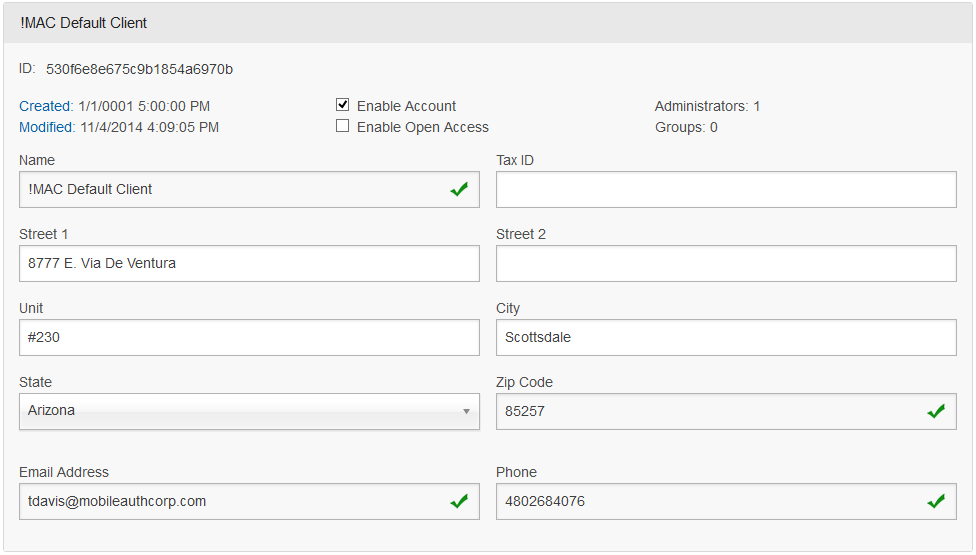 !MAC Default Client
ID: 530f6e8e675c9b1854a6970b
Created: 1/1/0001 5:00:00 PM
Enable Account
Administrators: 1
Modified: 11/4/2014 4:09:05 PM
Enable Open Access
Groups: 0
Name
Tax ID
!MAC Default Client
Street 1
Street 2
8777 E. Via De Ventura
Unit
City
#230
Scottsdale
State
Zip Code
Arizona
85257
Email Address
Phone
tdavis@mobileauthcorp.com
4802684076